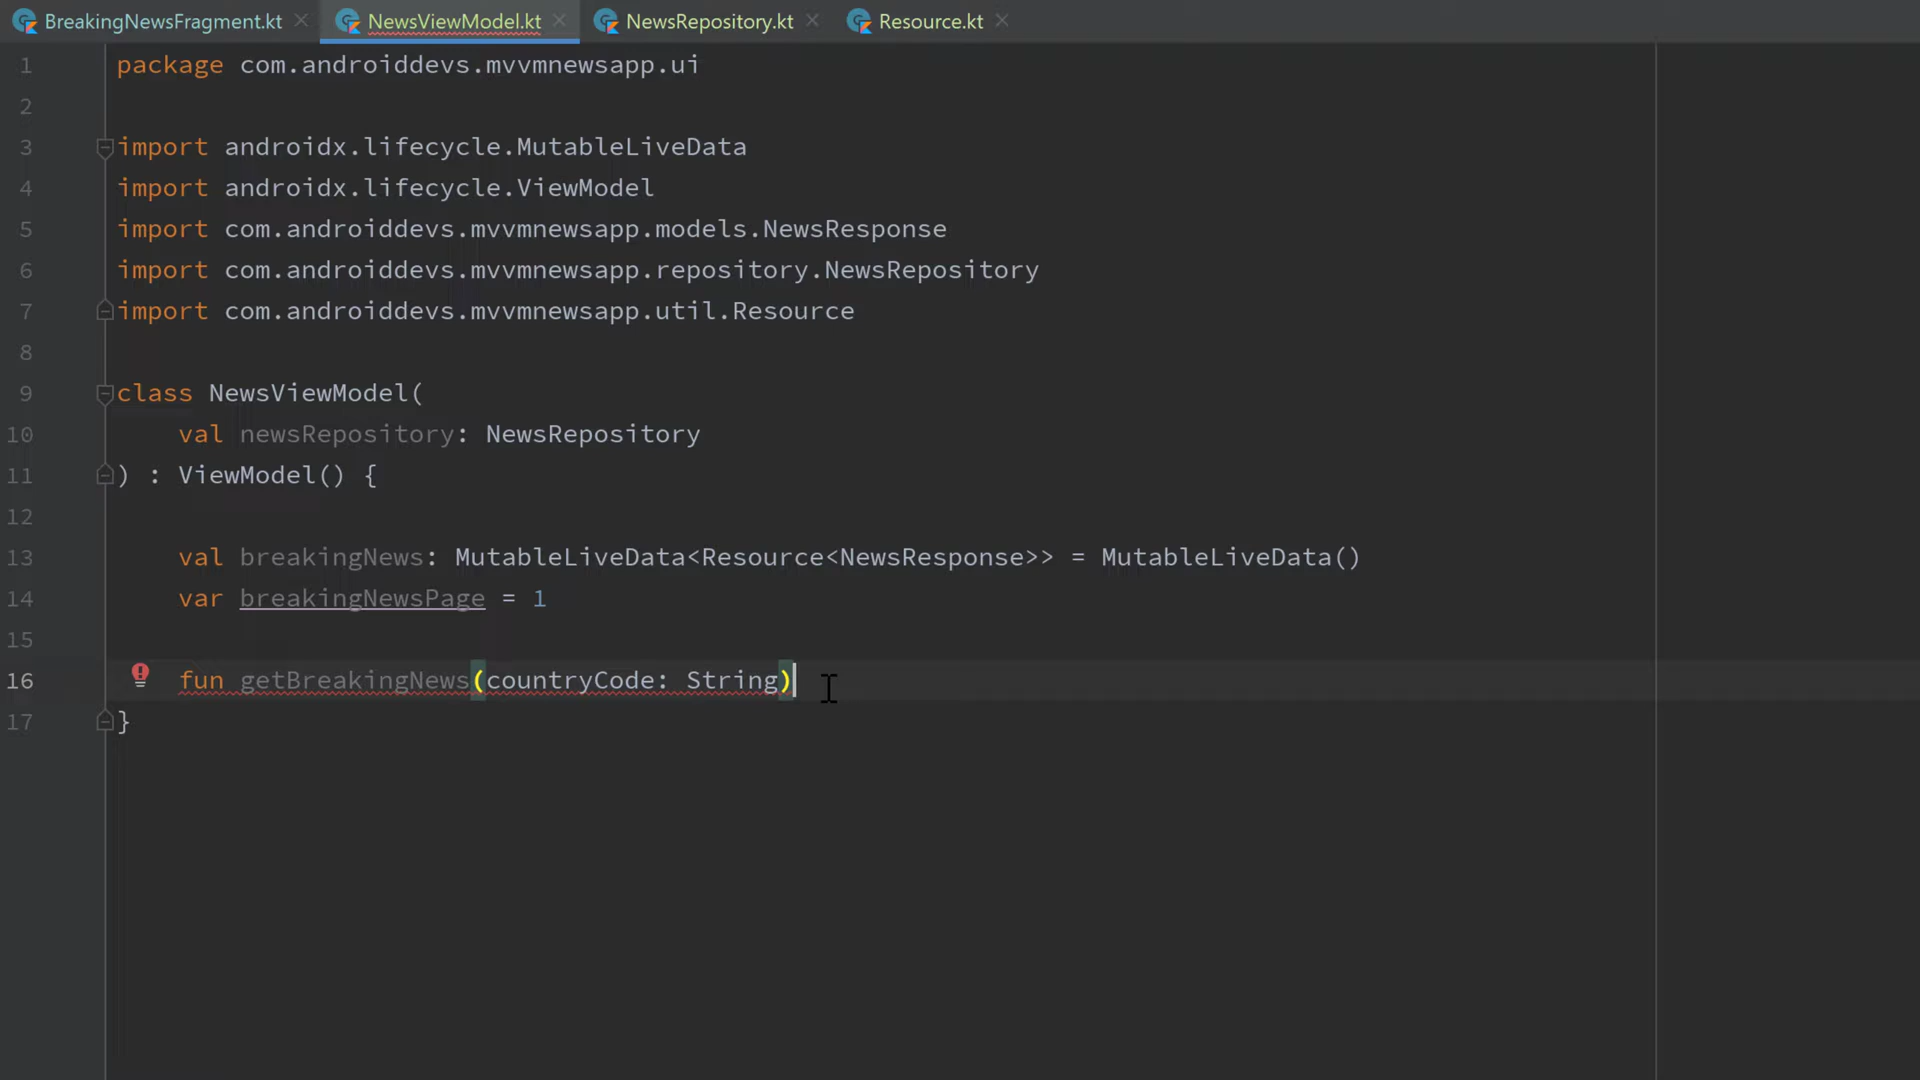 BreakingNewsFragment.kt NewsViewModel.kt NewsRepository.kt Resource.kt
1 package com.androiddevs.mvvmnewsapp.ui
2
3 import androidx.lifecycle.MutableLiveData
4 import androidx.lifecycle.ViewModel
5 import com.androiddevs.mvvmnewsapp.models.NewsResponse
6 import com.androiddevs.mvvmnewsapp.repository.NewsRepository
7 import com.androiddevs.mvvmnewsapp.util.Resource
8
9 class NewsViewModel(
10     val newsRepository: NewsRepository
11 ) : ViewModel() {
12
13     val breakingNews: MutableLiveData<Resource<NewsResponse>> = MutableLiveData()
14     var breakingNewsPage = 1
15
16     fun getBreakingNews(countryCode: String)
17 }